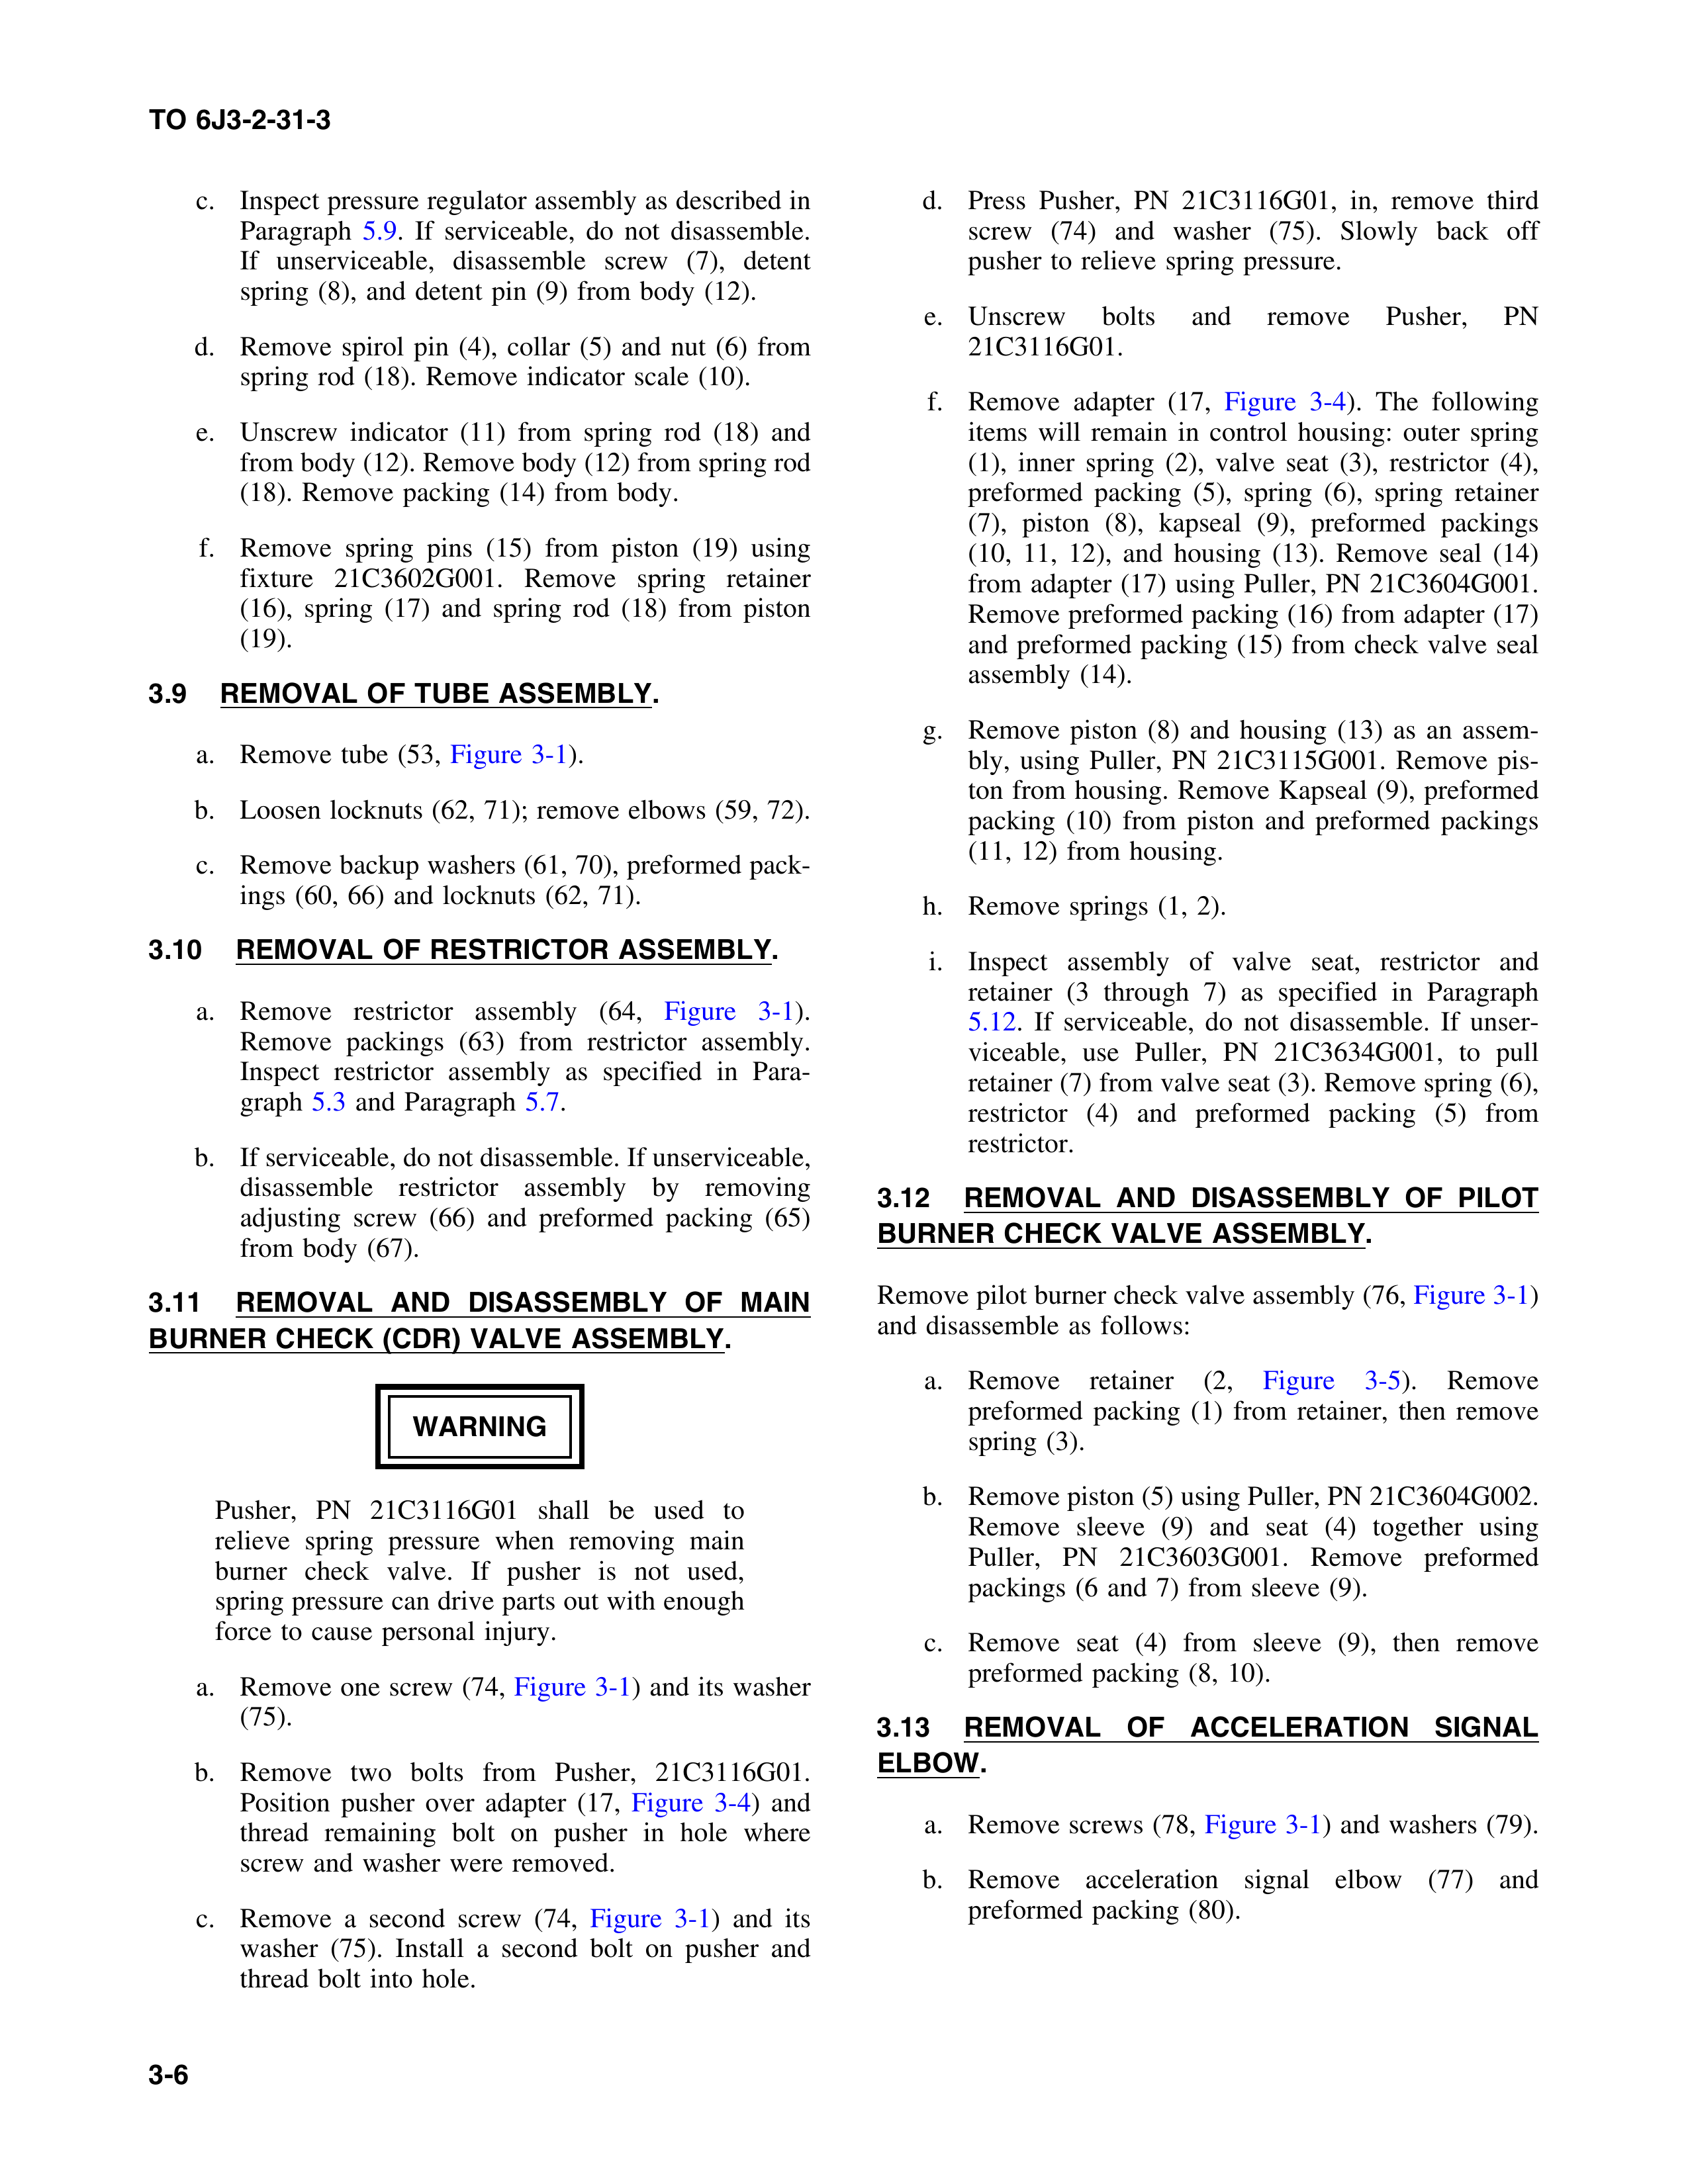 TO 6J3-2-31-3
c. Inspect pressure regulator assembly as described in
Paragraph 5.9. If serviceable, do not disassemble.
If unserviceable, disassemble screw (7), detent
spring (8), and detent pin (9) from body (12).
d. Remove spirol pin (4), collar (5) and nut (6) from
spring rod (18). Remove indicator scale (10).
e. Unscrew indicator (11) from spring rod (18) and
from body (12). Remove body (12) from spring rod
(18). Remove packing (14) from body.
f. Remove spring pins (15) from piston (19) using
fixture 21C3602G001. Remove spring retainer
(16), spring (17) and spring rod (18) from piston
(19).
3.9 REMOVAL OF TUBE ASSEMBLY.
a. Remove tube (53, Figure 3-1).
b. Loosen locknuts (62, 71); remove elbows (59, 72).
c. Remove backup washers (61, 70), preformed pack-
ings (60, 66) and locknuts (62, 71).
3.10 REMOVAL OF RESTRICTOR ASSEMBLY.
a. Remove restrictor assembly (64, Figure 3-1).
Remove packings (63) from restrictor assembly.
Inspect restrictor assembly as specified in Para-
graph 5.3 and Paragraph 5.7.
b. If serviceable, do not disassemble. If unserviceable,
disassemble restrictor assembly by removing
adjusting screw (66) and preformed packing (65)
from body (67).
3.11 REMOVAL AND DISASSEMBLY OF MAIN
BURNER CHECK (CDR) VALVE ASSEMBLY.
WARNING
Pusher, PN 21C3116G01 shall be used to
relieve spring pressure when removing main
burner check valve. If pusher is not used,
spring pressure can drive parts out with enough
force to cause personal injury.
a. Remove one screw (74, Figure 3-1) and its washer
(75).
b. Remove two bolts from Pusher, 21C3116G01.
Position pusher over adapter (17, Figure 3-4) and
thread remaining bolt on pusher in hole where
screw and washer were removed.
c. Remove a second screw (74, Figure 3-1) and its
washer (75). Install a second bolt on pusher and
thread bolt into hole.
d. Press Pusher, PN 21C3116G01, in, remove third
screw (74) and washer (75). Slowly back off
pusher to relieve spring pressure.
e. Unscrew bolts and remove Pusher, PN
21C3116G01.
f. Remove adapter (17, Figure 3-4). The following
items will remain in control housing: outer spring
(1), inner spring (2), valve seat (3), restrictor (4),
preformed packing (5), spring (6), spring retainer
(7), piston (8), kapseal (9), preformed packings
(10, 11, 12), and housing (13). Remove seal (14)
from adapter (17) using Puller, PN 21C3604G001.
Remove preformed packing (16) from adapter (17)
and preformed packing (15) from check valve seal
assembly (14).
g. Remove piston (8) and housing (13) as an assem-
bly, using Puller, PN 21C3115G001. Remove pis-
ton from housing. Remove Kapseal (9), preformed
packing (10) from piston and preformed packings
(11, 12) from housing.
h. Remove springs (1, 2).
i. Inspect assembly of valve seat, restrictor and
retainer (3 through 7) as specified in Paragraph
5.12. If serviceable, do not disassemble. If unser-
viceable, use Puller, PN 21C3634G001, to pull
retainer (7) from valve seat (3). Remove spring (6),
restrictor (4) and preformed packing (5) from
restrictor.
3.12 REMOVAL AND DISASSEMBLY OF PILOT
BURNER CHECK VALVE ASSEMBLY.
Remove pilot burner check valve assembly (76, Figure 3-1)
and disassemble as follows:
a. Remove retainer (2, Figure 3-5). Remove
preformed packing (1) from retainer, then remove
spring (3).
b. Remove piston (5) using Puller, PN 21C3604G002.
Remove sleeve (9) and seat (4) together using
Puller, PN 21C3603G001. Remove preformed
packings (6 and 7) from sleeve (9).
c. Remove seat (4) from sleeve (9), then remove
preformed packing (8, 10).
3.13 REMOVAL OF ACCELERATION SIGNAL
ELBOW.
a. Remove screws (78, Figure 3-1) and washers (79).
b. Remove acceleration signal elbow (77) and
preformed packing (80).
3-6